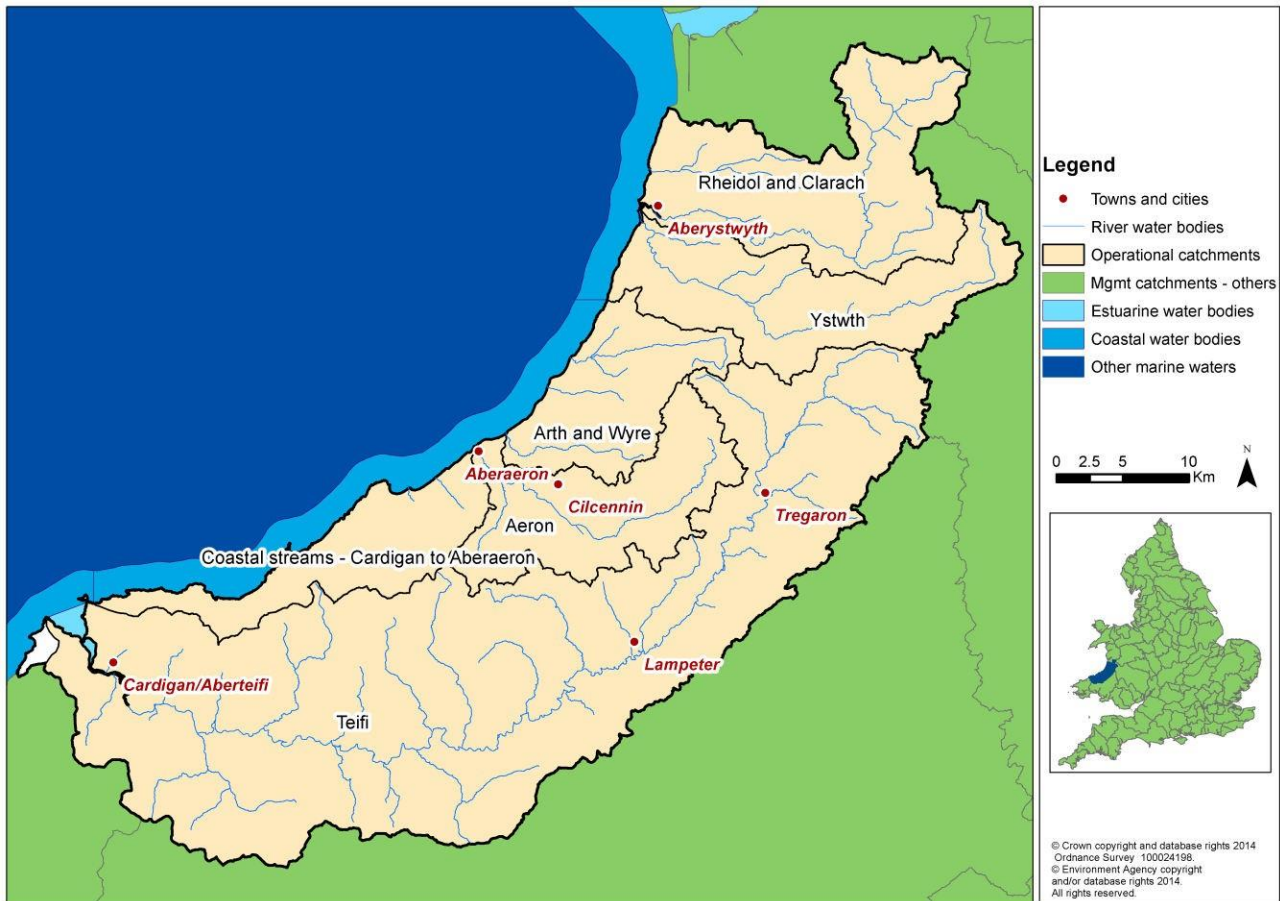 Rheidol and Clarach
Aberystwyth
Ystwth
Arth and Wyre
Aberaeron
Cilcennin
Tregaron
Aeron
Coastal streams - Cardigan to Aberaeron
Lampeter
Cardigan/Aberteifi
Teifi
Legend
Towns and cities
River water bodies
Operational catchments
Mgmt catchments - others
Estuarine water bodies
Coastal water bodies
Other marine waters
N
0 2.5 5 10
Km
© Crown copyright and database rights 2014
Ordnance Survey 100024198.
© Environment Agency copyright
and/or database rights 2014.
All rights reserved.